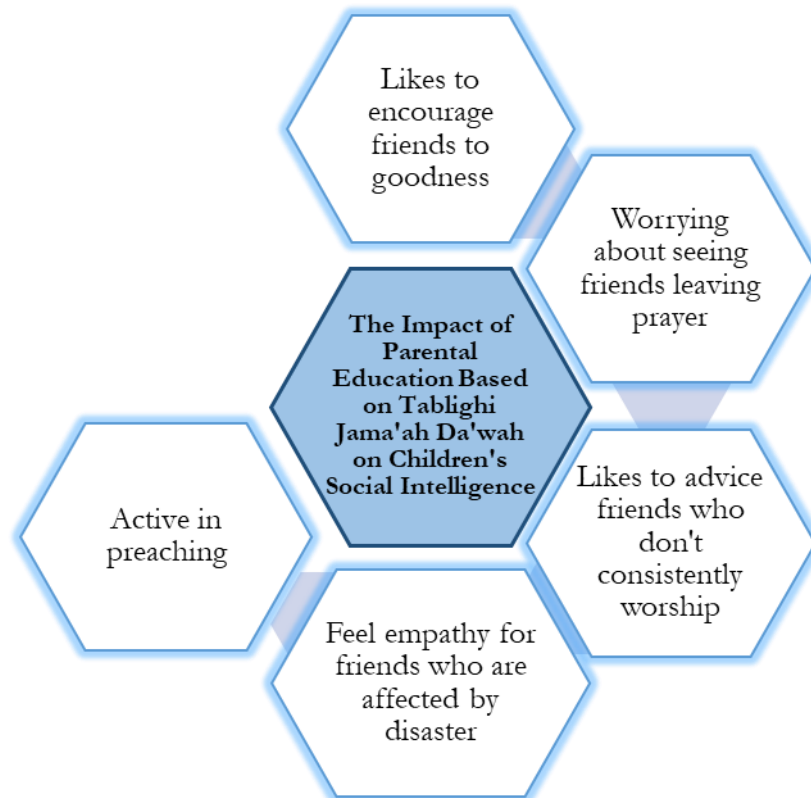 Likes to
encourage
friends to
goodness
Worrying
about seeing
friends leaving
prayer
The Impact of
Parental
Education Based
on Tablighi
Jama'ah Da'wah
on Children's
Social Intelligence
Likes to advice
friends who
don't
consistently
worship
Active in
preaching
Feel empathy for
friends who are
affected by
disaster